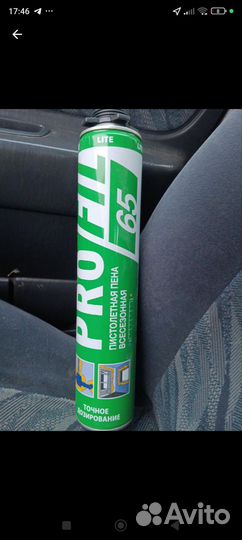 17:46
LITE
PROFIL
65
ПИСТОЛЕТНАЯ ПЕНА
ВСЕСЕЗОННАЯ
ТОЧНОЕ
ДОЗИРОВАНИЕ
Avito